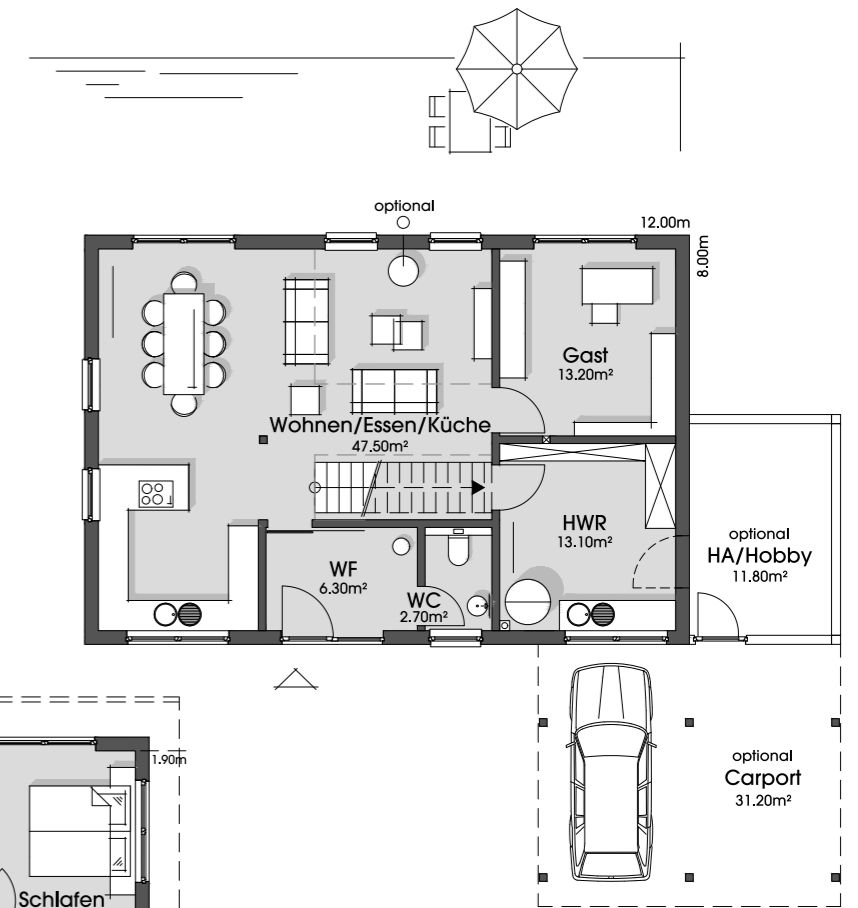 optional
12.00m
8.00m
Gast
13.20m²
Wohnen/Essen/Küche
47.50m²
HWR
13.10m²
optional
HA/Hobby
11.80m²
WF
6.30m²
WC
2.70m²
1.90m
optional
Carport
31.20m²
Schlafen